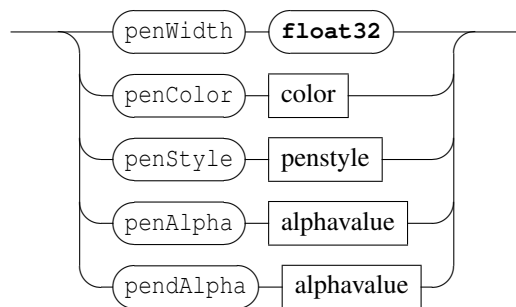 penWidth float32
penColor color
penStyle penstyle
penAlpha alphavalue
pendAlpha alphavalue